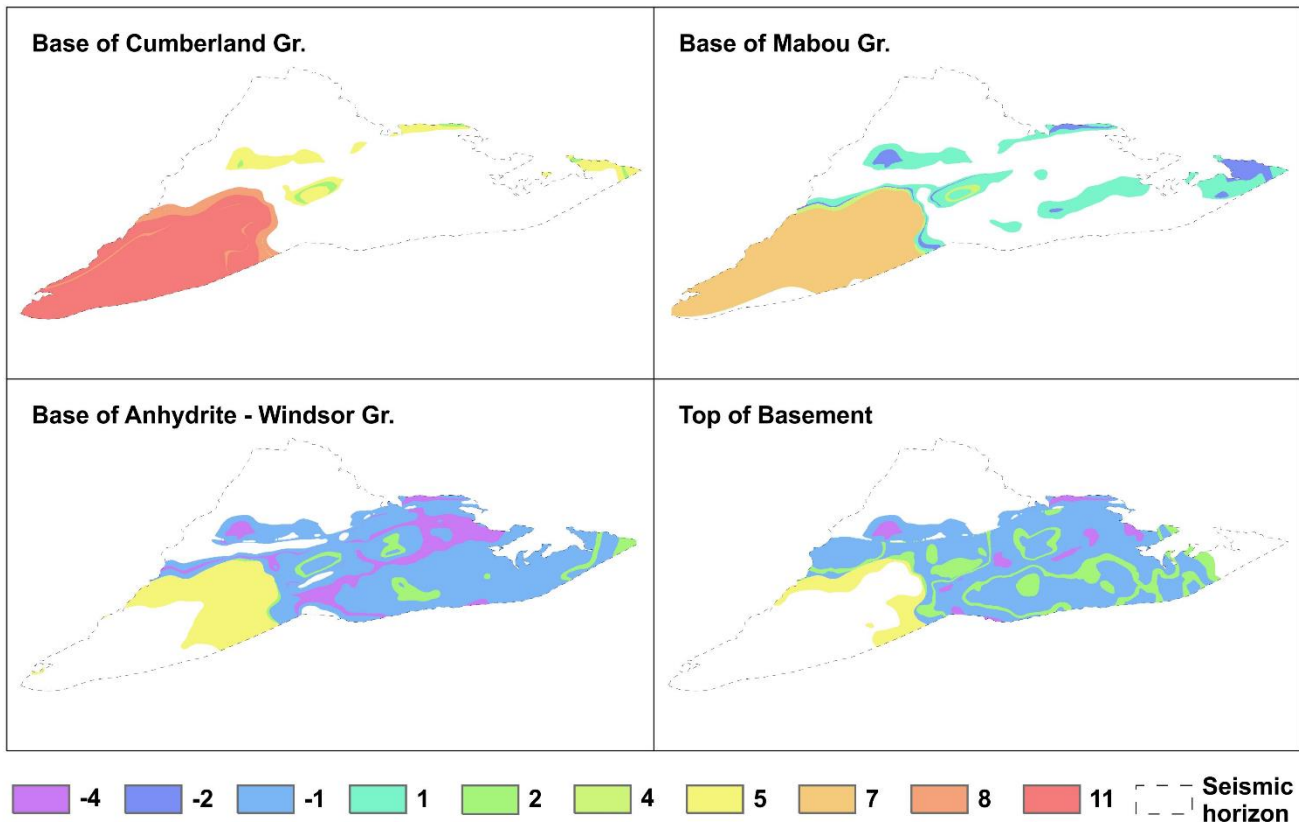 Base of Cumberland Gr.
Base of Mabou Gr.
Base of Anhydrite - Windsor Gr.
Top of Basement
-4 -2 -1 1 2 4 5 7 8 11 Seismic
horizon